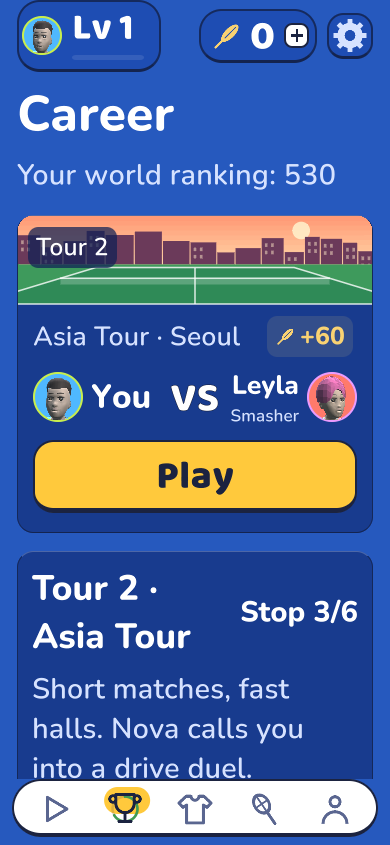 Lv 1
0
Career
Your world ranking: 530
Tour 2
Asia Tour · Seoul
+60
You
VS
Leyla
Smasher
Play
Tour 2 ·
Asia Tour
Stop 3/6
Short matches, fast
halls. Nova calls you
into a drive duel.